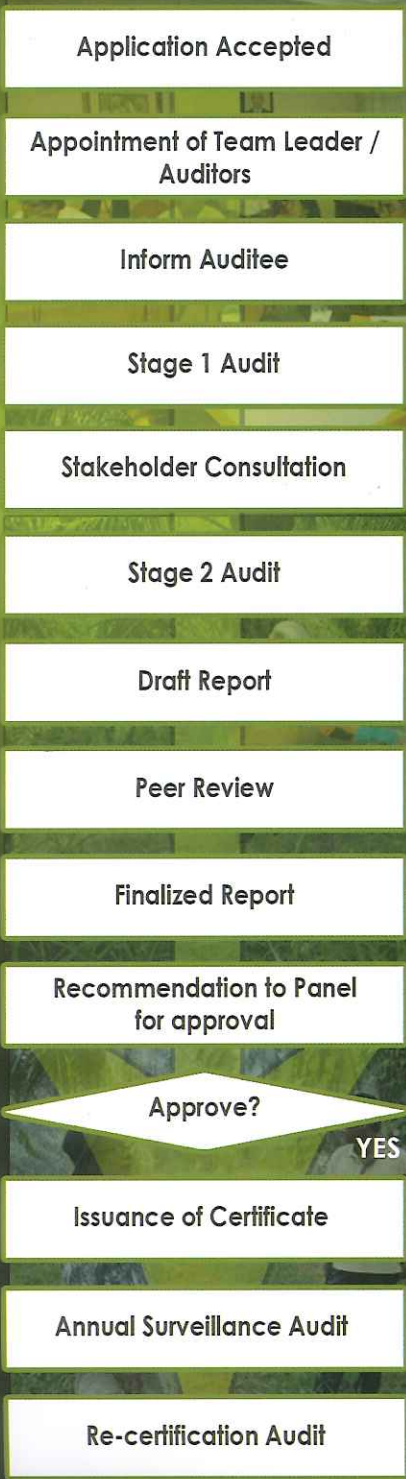 Application Accepted
Appointment of Team Leader /
Auditors
Inform Auditee
Stage 1 Audit
Stakeholder Consultation
Stage 2 Audit
Draft Report
Peer Review
Finalized Report
Recommendation to Panel
for approval
Approve?
YES
Issuance of Certificate
Annual Surveillance Audit
Re-certification Audit